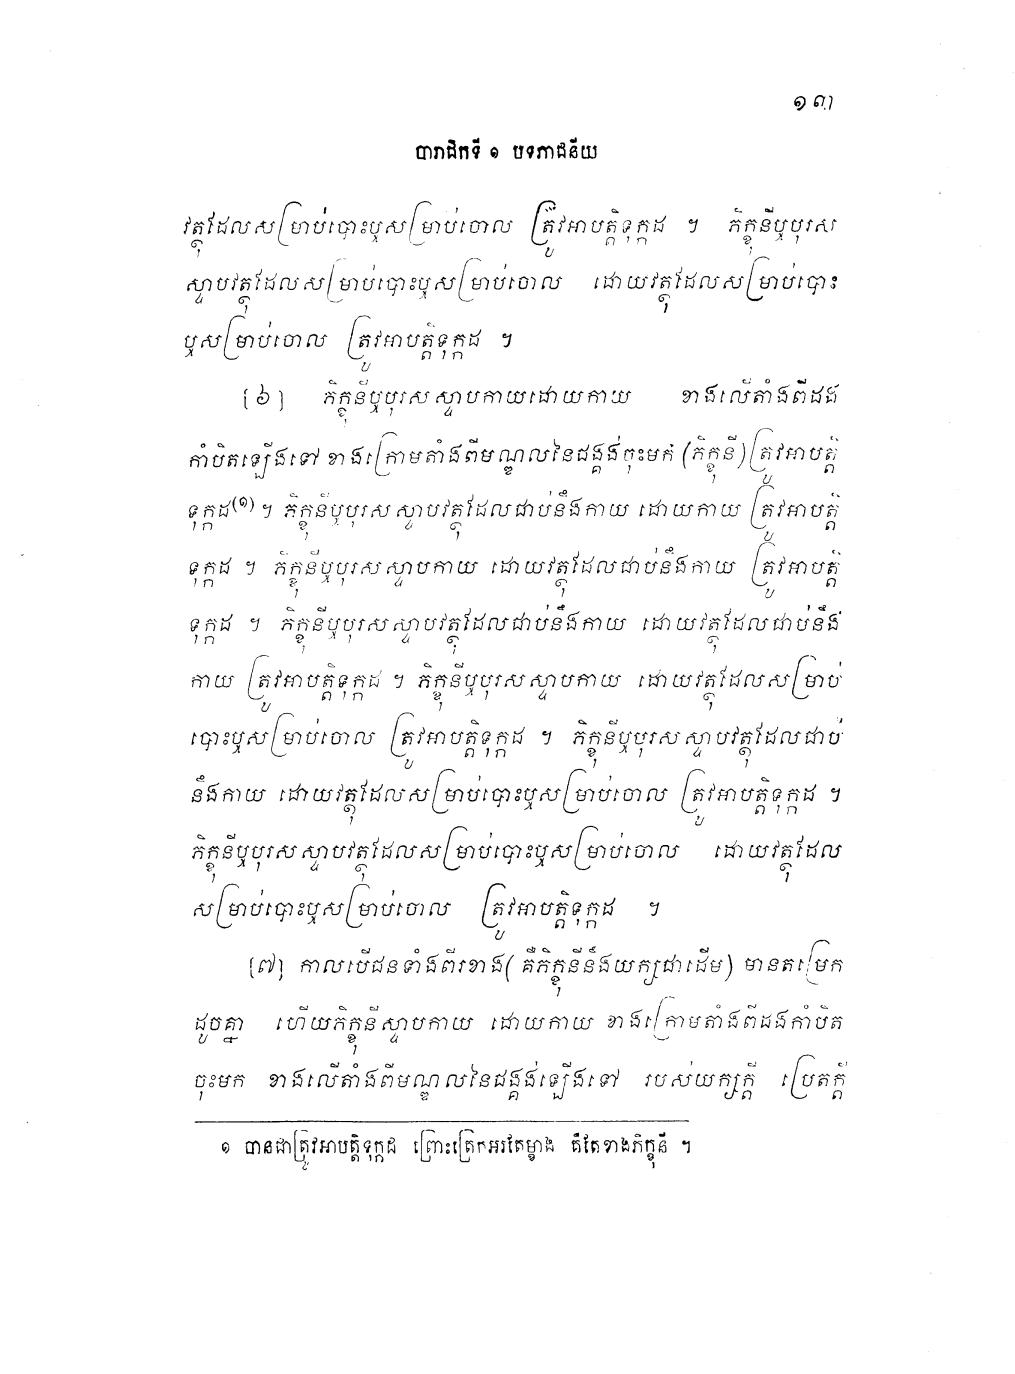 ១៣
បារាជិកទី ១ បទភាជនីយ
វត្ថុដែលសម្រាប់បោះឬសម្រាប់ចោល ត្រូវអាបត្តិទុក្កដ ។ ភិក្ខុនីឬបុរស
ស្ទាបវត្ថុដែលសម្រាប់បោះឬសម្រាប់ចោល ដោយវត្ថុដែលសម្រាប់បោះ
ឬសម្រាប់ចោល ត្រូវអាបត្តិទុក្កដ ។
[៦] ភិក្ខុនីឬបុរសស្ទាបកាយដោយកាយ ខាងលើតាំងពីដង
កាំបិតឡើងទៅ ខាងក្រោមតាំងពីមណ្ឌលនៃជង្គង់ចុះមក (ភិក្ខុនី) ត្រូវអាបត្តិ
ទុក្កដ(១) ។ ភិក្ខុនីឬបុរសស្ទាបវត្ថុដែលជាប់នឹងកាយ ដោយកាយ ត្រូវអាបត្តិ
ទុក្កដ ។ ភិក្ខុនីឬបុរសស្ទាបកាយ ដោយវត្ថុដែលជាប់នឹងកាយ ត្រូវអាបត្តិ
ទុក្កដ ។ ភិក្ខុនីឬបុរសស្ទាបវត្ថុដែលជាប់នឹងកាយ ដោយវត្ថុដែលជាប់នឹង
កាយ ត្រូវអាបត្តិទុក្កដ ។ ភិក្ខុនីឬបុរសស្ទាបកាយ ដោយវត្ថុដែលសម្រាប់
បោះឬសម្រាប់ចោល ត្រូវអាបត្តិទុក្កដ ។ ភិក្ខុនីឬបុរសស្ទាបវត្ថុដែលជាប់
នឹងកាយ ដោយវត្ថុដែលសម្រាប់បោះឬសម្រាប់ចោល ត្រូវអាបត្តិទុក្កដ ។
ភិក្ខុនីឬបុរសស្ទាបវត្ថុដែលសម្រាប់បោះឬសម្រាប់ចោល ដោយវត្ថុដែល
សម្រាប់បោះឬសម្រាប់ចោល ត្រូវអាបត្តិទុក្កដ ។
[៧] កាលបើជនទាំងពីរខាង (គឺភិក្ខុនីនឹងយក្សជាដើម) មានតម្រេក
ដូចគ្នា ហើយភិក្ខុនីស្ទាបកាយ ដោយកាយ ខាងក្រោមតាំងពីដងកាំបិត
ចុះមក ខាងលើតាំងពីមណ្ឌលនៃជង្គង់ឡើងទៅ របស់យក្សក្តី ប្រេតក្តី
១ បានជាត្រូវអាបត្តិទុក្កដ ព្រោះត្រេកអរតែម្ខាង គឺតែខាងភិក្ខុនី ។